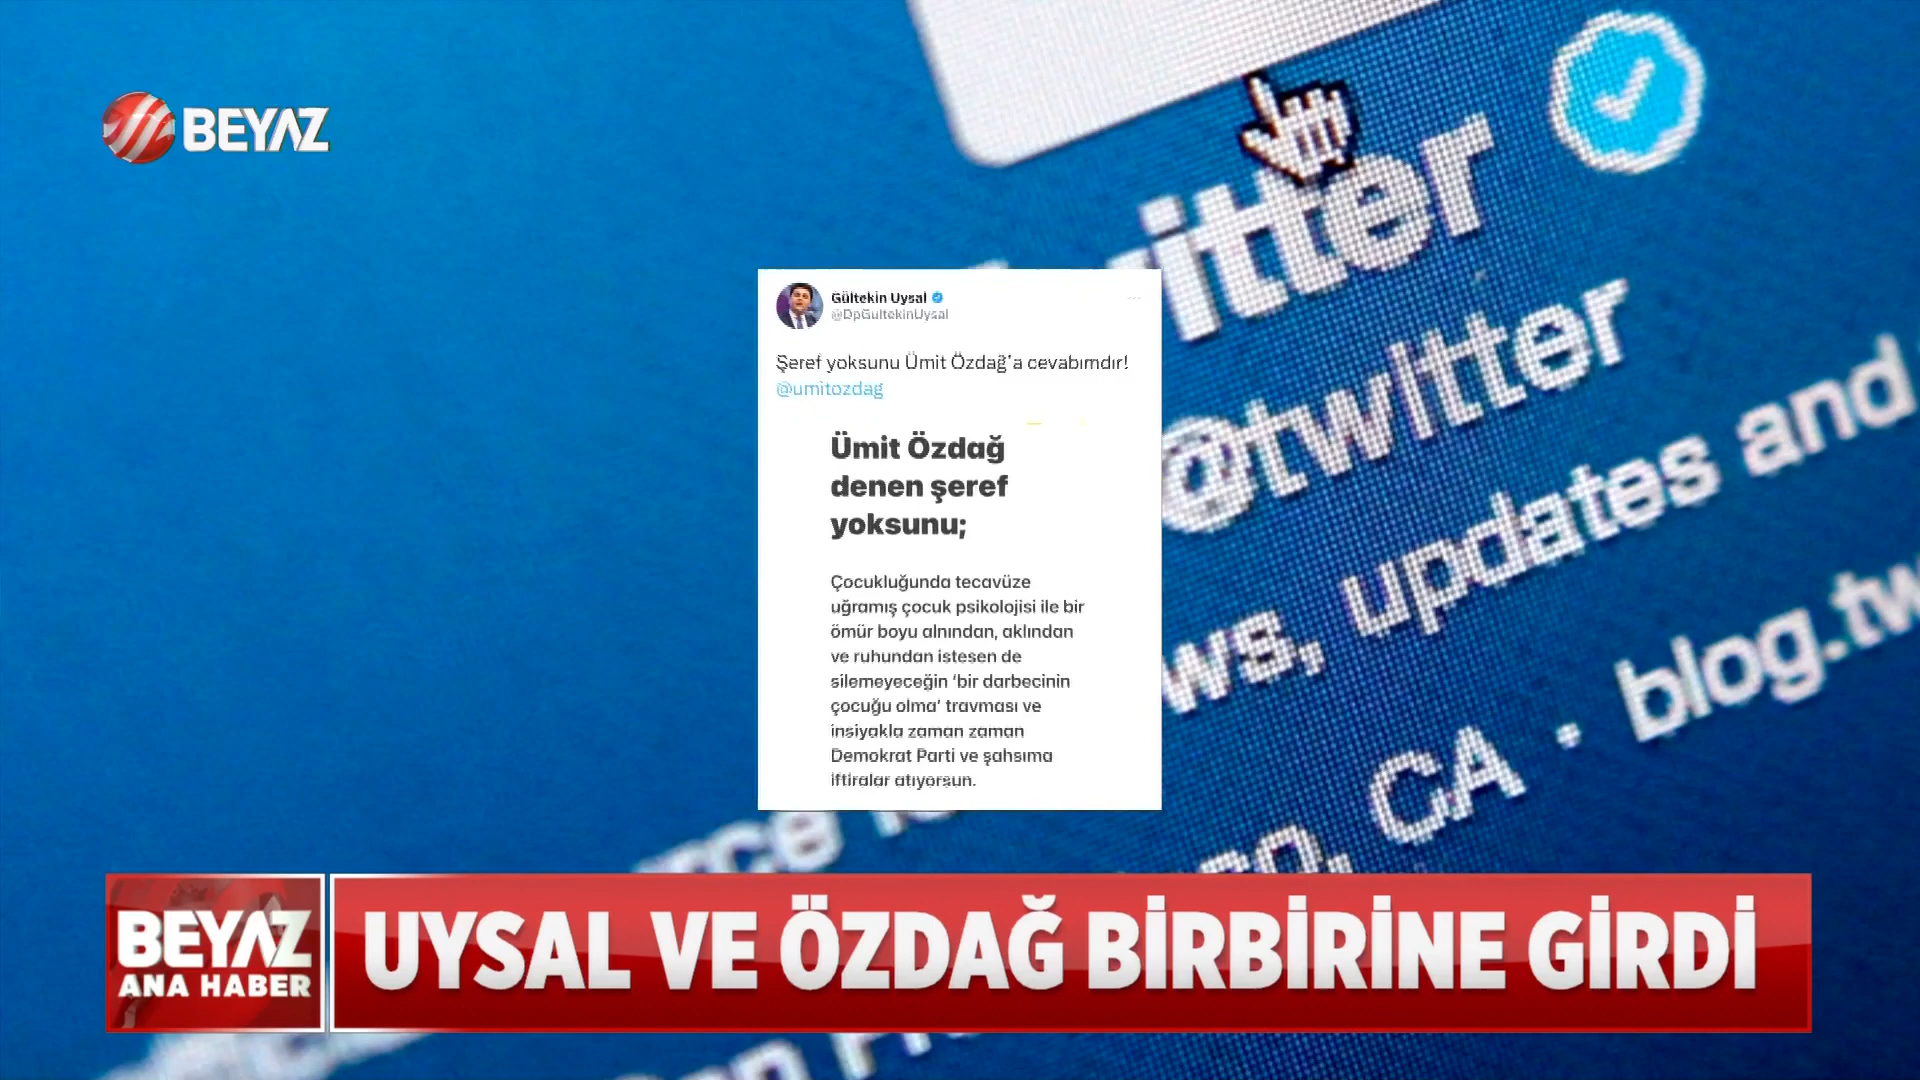 BEYAZ
itter
@twitter
ws, updates and
blog.tw
CA ·
Gültekin Uysal
@DpGultekinUysal
Şeref yoksunu Ümit Özdağ'a cevabımdır!
@umitozdag
Ümit Özdağ
denen şeref
yoksunu;
Çocukluğunda tecavüze
uğramış çocuk psikolojisi ile bir
ömür boyu alnından, aklından
ve ruhundan istesen de
silemeyeceğin ‘bir darbecinin
çocuğu olma’ travması ve
insiyakla zaman zaman
Demokrat Parti ve şahsıma
iftiralar atıyorsun.
BEYAZ
ANA HABER
UYSAL VE ÖZDAĞ BİRBİRİNE GİRDİ